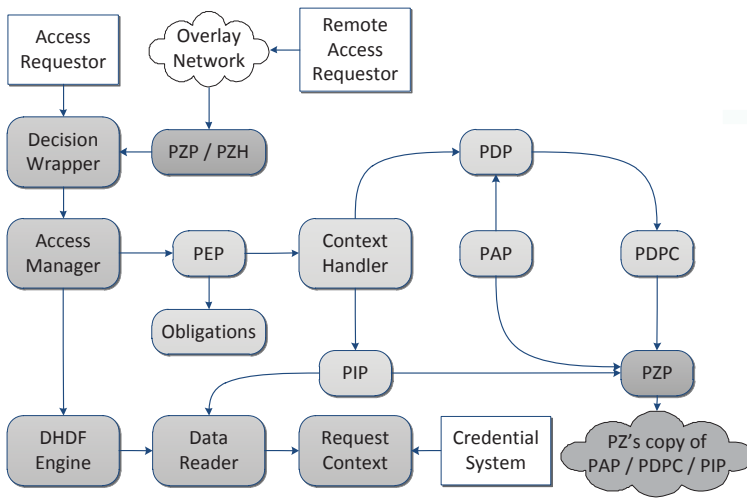 Access
Requestor
Overlay
Network
Remote
Access
Requestor
Decision
Wrapper
PZP / PZH
PDP
Access
Manager
PEP
Context
Handler
PAP
PDPC
Obligations
PIP
PZP
DHDF
Engine
Data
Reader
Request
Context
Credential
System
PZ's copy of
PAP / PDPC / PIP